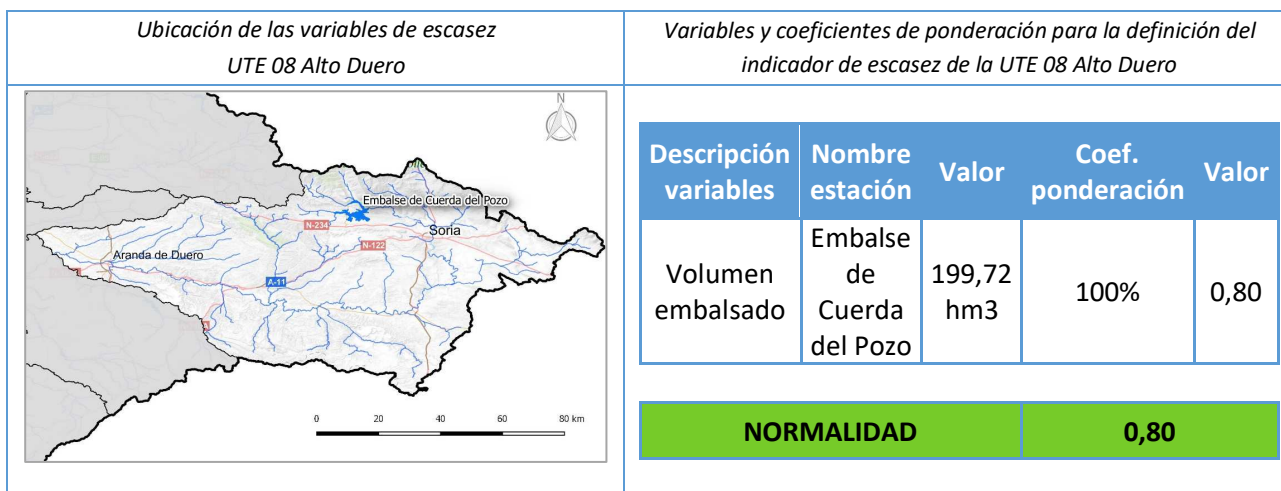 Ubicación de las variables de escasez
UTE 08 Alto Duero
Variables y coeficientes de ponderación para la definición del
indicador de escasez de la UTE 08 Alto Duero
N
Embalse de Cuerda del Pozo
N-234
Soria
N-122
Aranda de Duero
A-11
0 20 40 60 80 km
Descripción
variables
Nombre
estación
Valor
Coef.
ponderación
Valor
Volumen
embalsado
Embalse
de
Cuerda
del Pozo
199,72
hm3
100%
0,80
NORMALIDAD
0,80